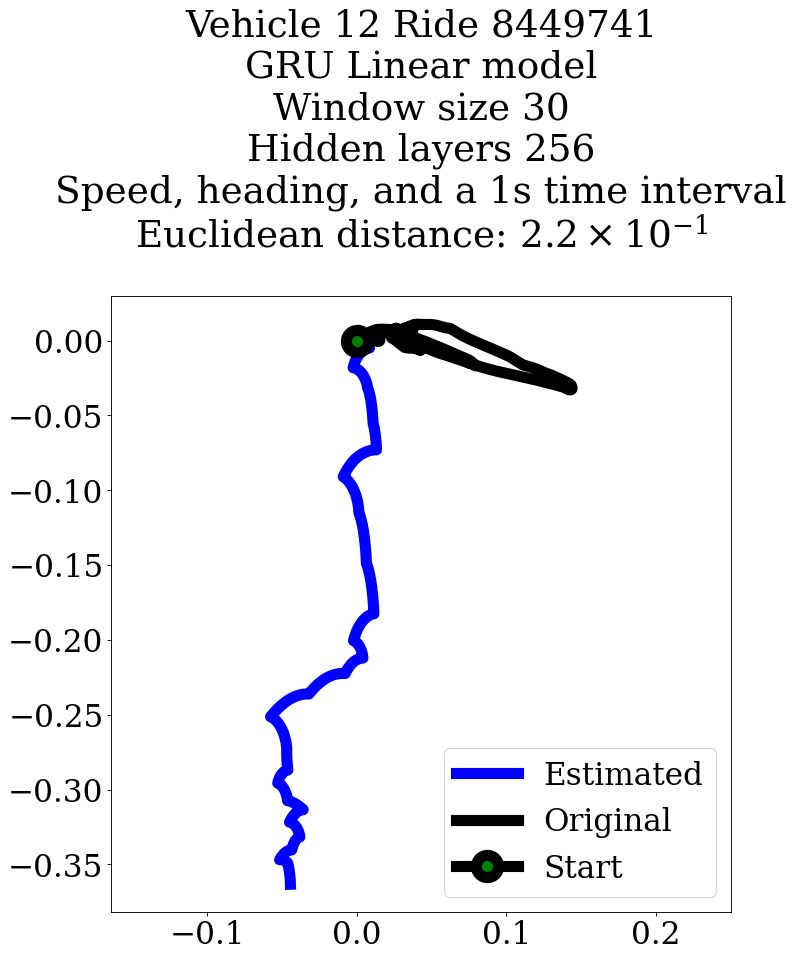 Vehicle 12 Ride 8449741
GRU Linear model
Window size 30
Hidden layers 256
Speed, heading, and a 1s time interval
Euclidean distance: 2.2 × 10⁻¹
0.00
−0.05
−0.10
−0.15
−0.20
−0.25
−0.30
−0.35
Estimated
Original
Start
−0.1 0.0 0.1 0.2